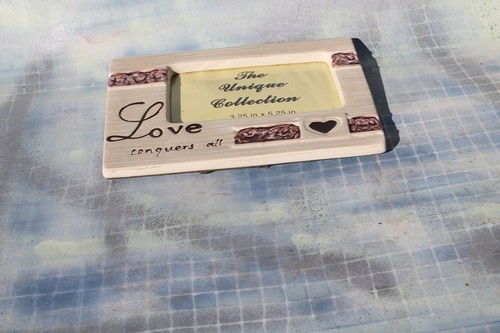 The
Unique
Collection
3.25 in x 5.25 in
Love
conquers all